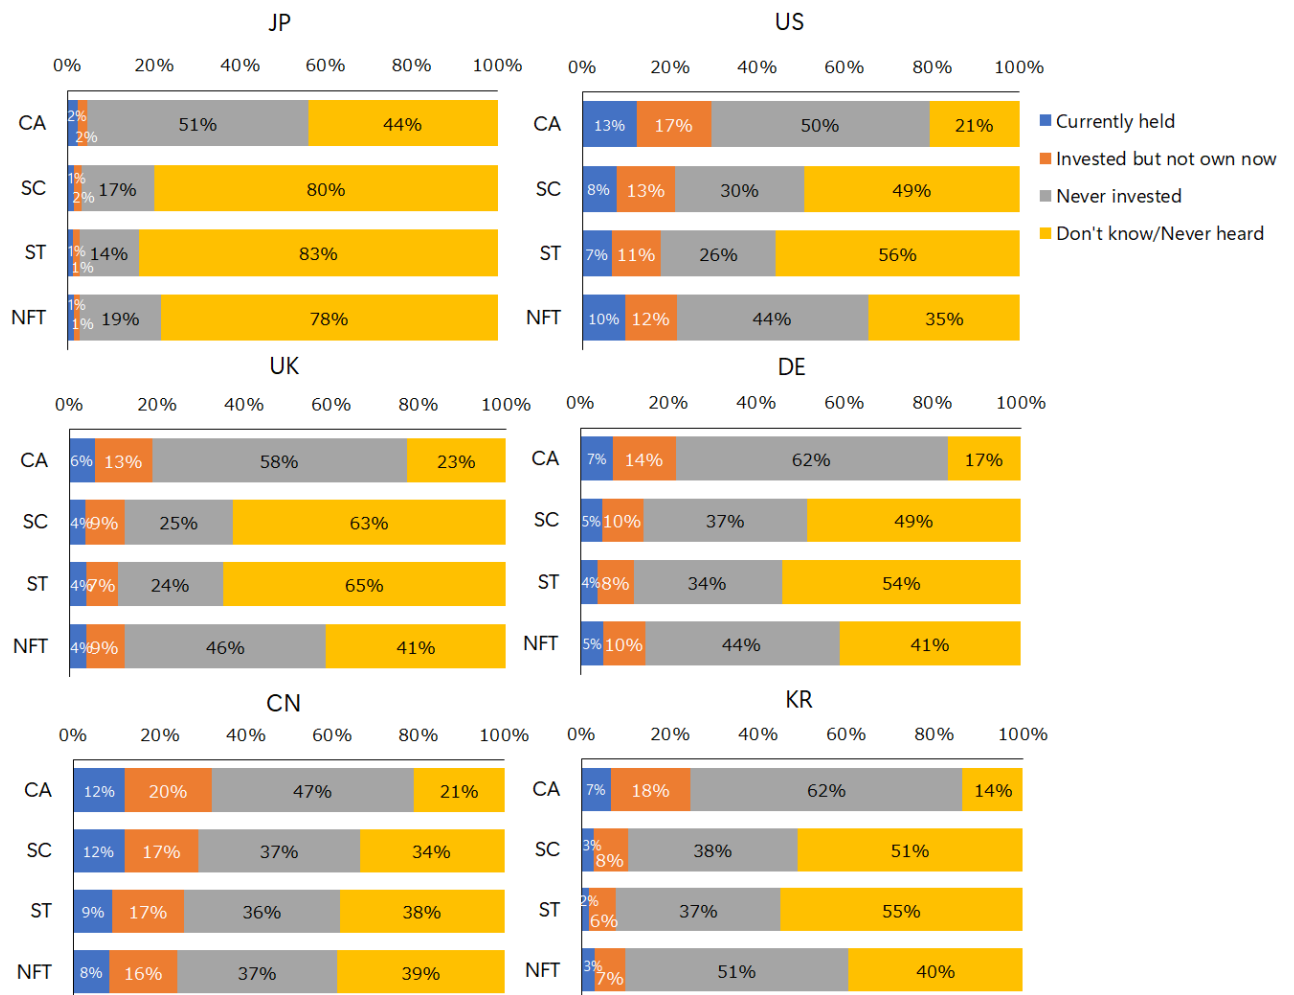 JP
0% 20% 40% 60% 80% 100%
CA 2% 2% 51% 44%
SC 1% 2% 17% 80%
ST 1% 1% 14% 83%
NFT 1% 1% 19% 78%
US
0% 20% 40% 60% 80% 100%
CA 13% 17% 50% 21%
SC 8% 13% 30% 49%
ST 7% 11% 26% 56%
NFT 10% 12% 44% 35%
Currently held
Invested but not own now
Never invested
Don't know/Never heard
UK
0% 20% 40% 60% 80% 100%
CA 6% 13% 58% 23%
SC 4% 9% 25% 63%
ST 4% 7% 24% 65%
NFT 4% 9% 46% 41%
DE
0% 20% 40% 60% 80% 100%
CA 7% 14% 62% 17%
SC 5% 10% 37% 49%
ST 4% 8% 34% 54%
NFT 5% 10% 44% 41%
CN
0% 20% 40% 60% 80% 100%
CA 12% 20% 47% 21%
SC 12% 17% 37% 34%
ST 9% 17% 36% 38%
NFT 8% 16% 37% 39%
KR
0% 20% 40% 60% 80% 100%
CA 7% 18% 62% 14%
SC 3% 8% 38% 51%
ST 2% 6% 37% 55%
NFT 3% 7% 51% 40%